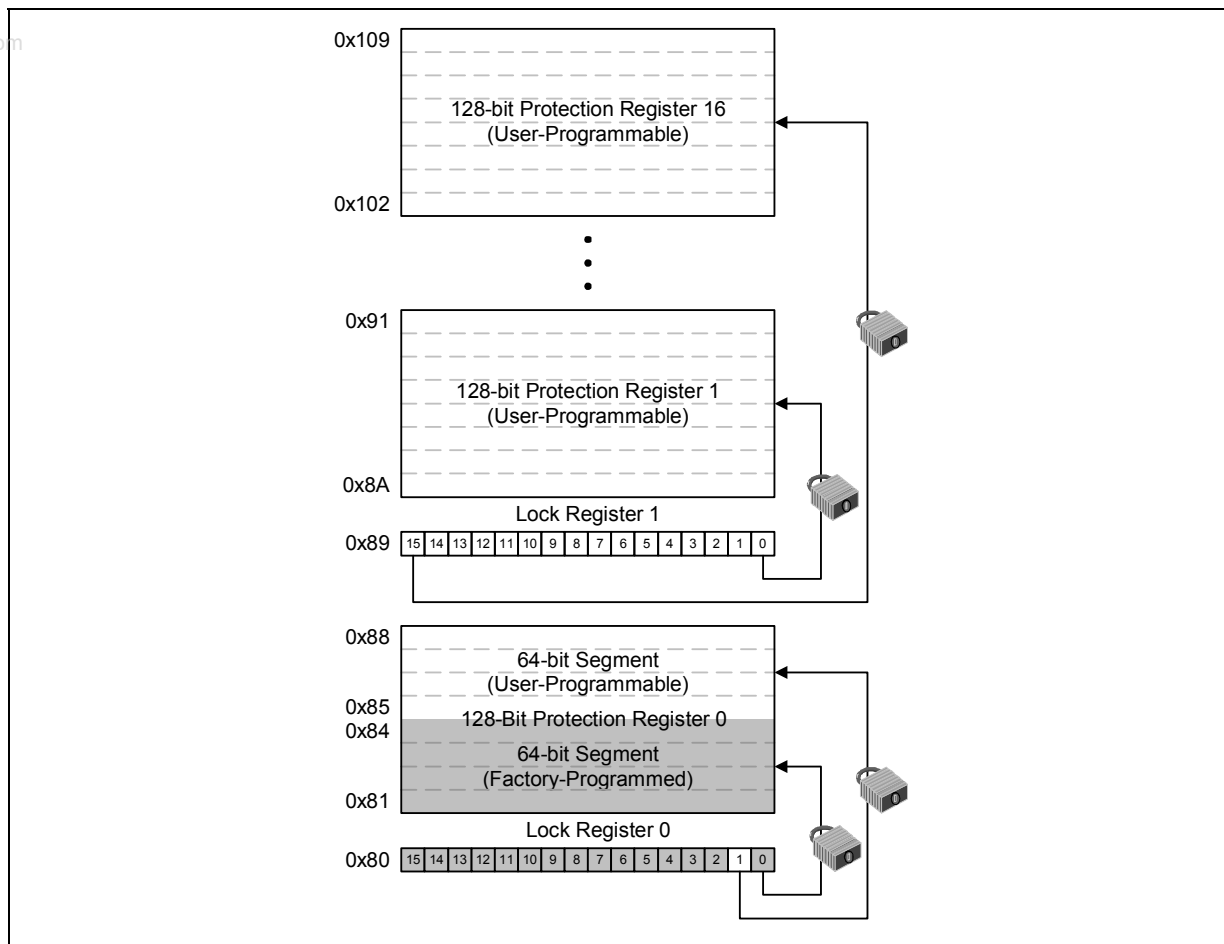 om
0x109
128-bit Protection Register 16
(User-Programmable)
0x102
0x91
128-bit Protection Register 1
(User-Programmable)
0x8A
Lock Register 1
0x89
15 14 13 12 11 10 9 8 7 6 5 4 3 2 1 0
0x88
64-bit Segment
(User-Programmable)
0x85
128-Bit Protection Register 0
0x84
64-bit Segment
(Factory-Programmed)
0x81
Lock Register 0
0x80
15 14 13 12 11 10 9 8 7 6 5 4 3 2 1 0